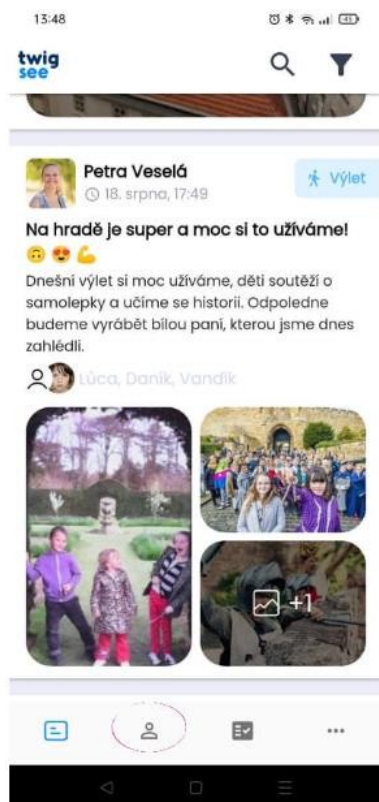 13:48
45
twig
see
Petra Veselá
18. srpna, 17:49
Výlet
Na hradě je super a moc si to užíváme!
🙃 😍 💪
Dnešní výlet si moc užíváme, děti soutěží o
samolepky a učíme se historii. Odpoledne
budeme vyrábět bílou paní, kterou jsme dnes
zahlédli.
Lůca, Daník, Vandík
+1